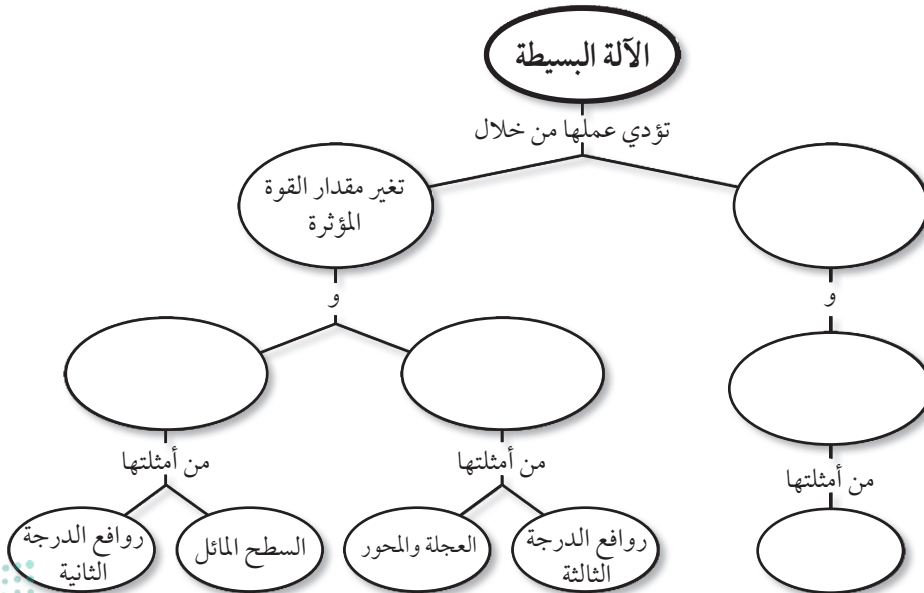 الآلة البسيطة
تؤدي عملها من خلال
تغير مقدار القوة
المؤثرة
و
و
من أمثلتها
من أمثلتها
من أمثلتها
روافع الدرجة
الثالثة
العجلة والمحور
السطح المائل
روافع الدرجة
الثانية